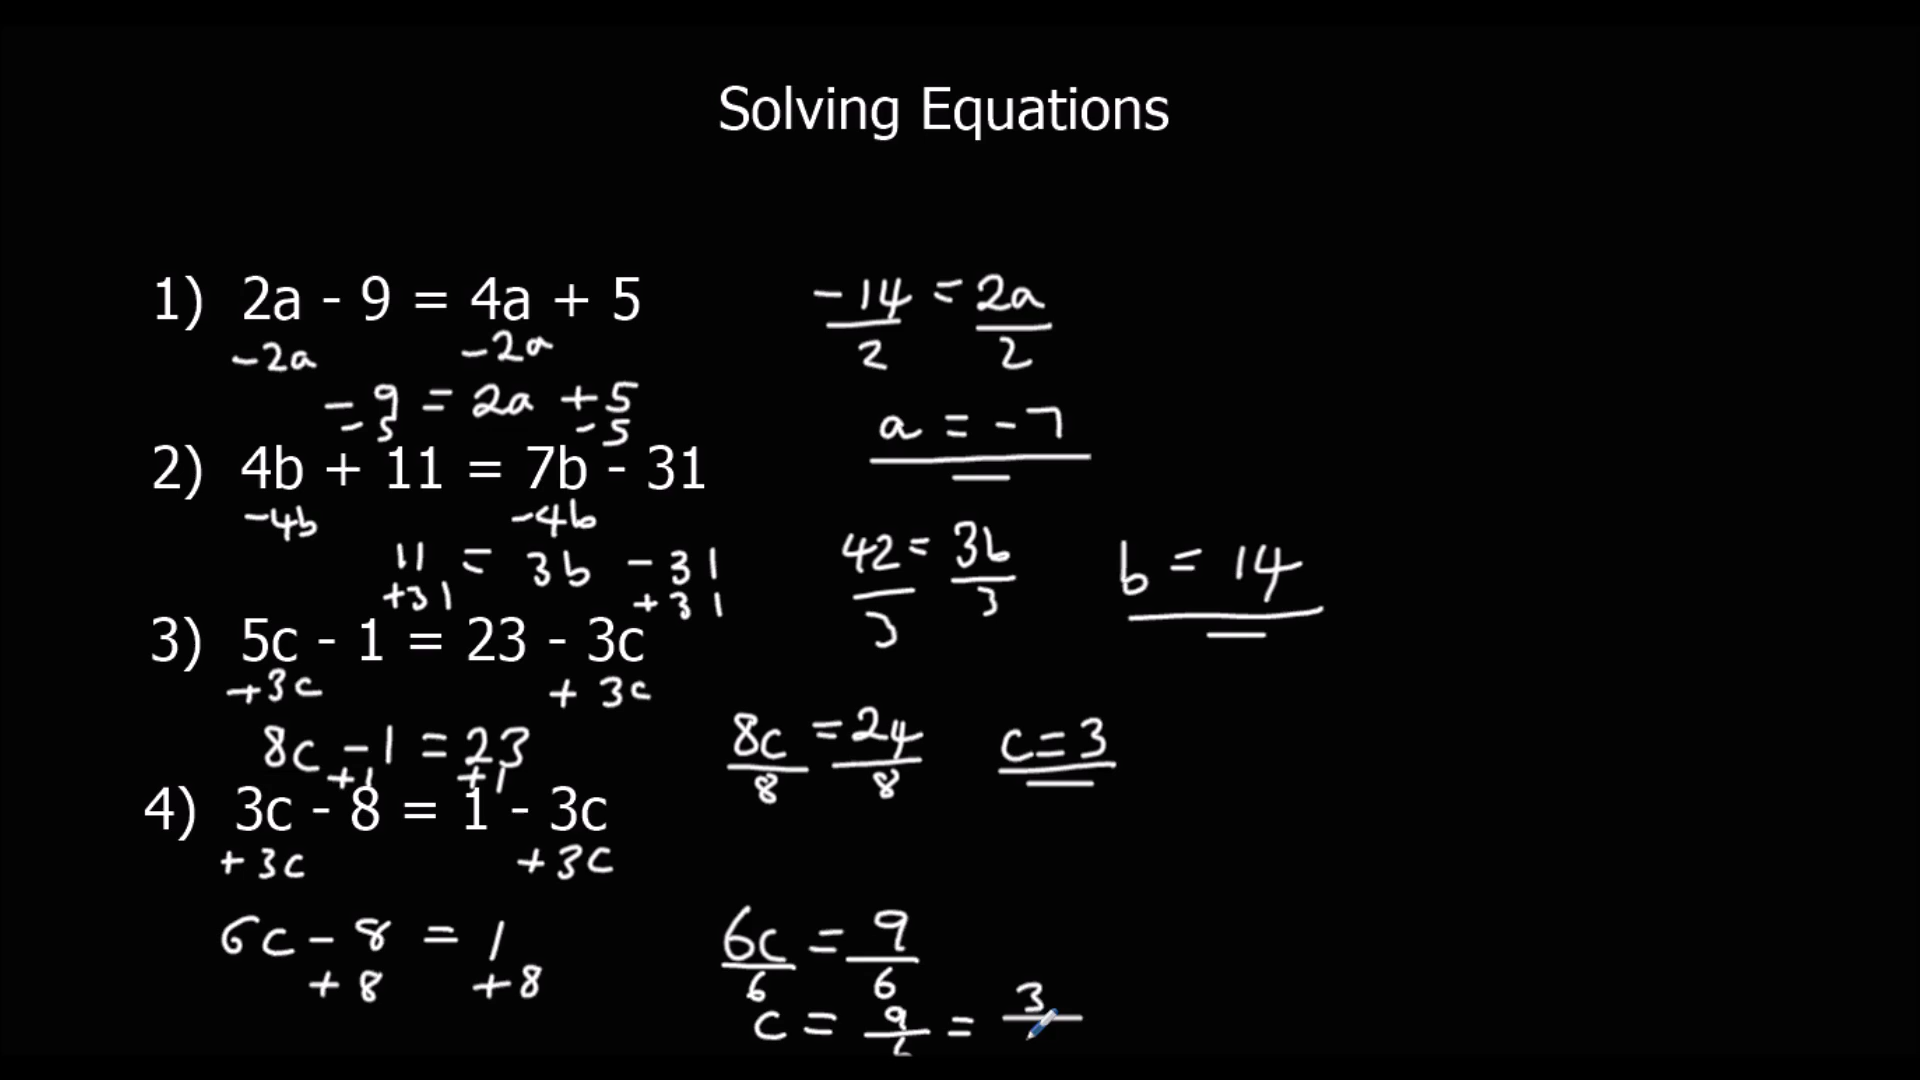 Solving Equations
1) 2a - 9 = 4a + 5
-2a -2a
-9 = 2a +5
-5 -5
-14 = 2a
2 2
a = -7
2) 4b + 11 = 7b - 31
-4b -4b
11 = 3b - 31
+31 +31
42 = 3b
3 3
b = 14
3) 5c - 1 = 23 - 3c
+3c + 3c
8c -1 = 23
+1 +1
8c = 24
8 8
c = 3
4) 3c - 8 = 1 - 3c
+3c +3c
6c - 8 = 1
+8 +8
6c = 9
6 6
c = 9/6 = 3